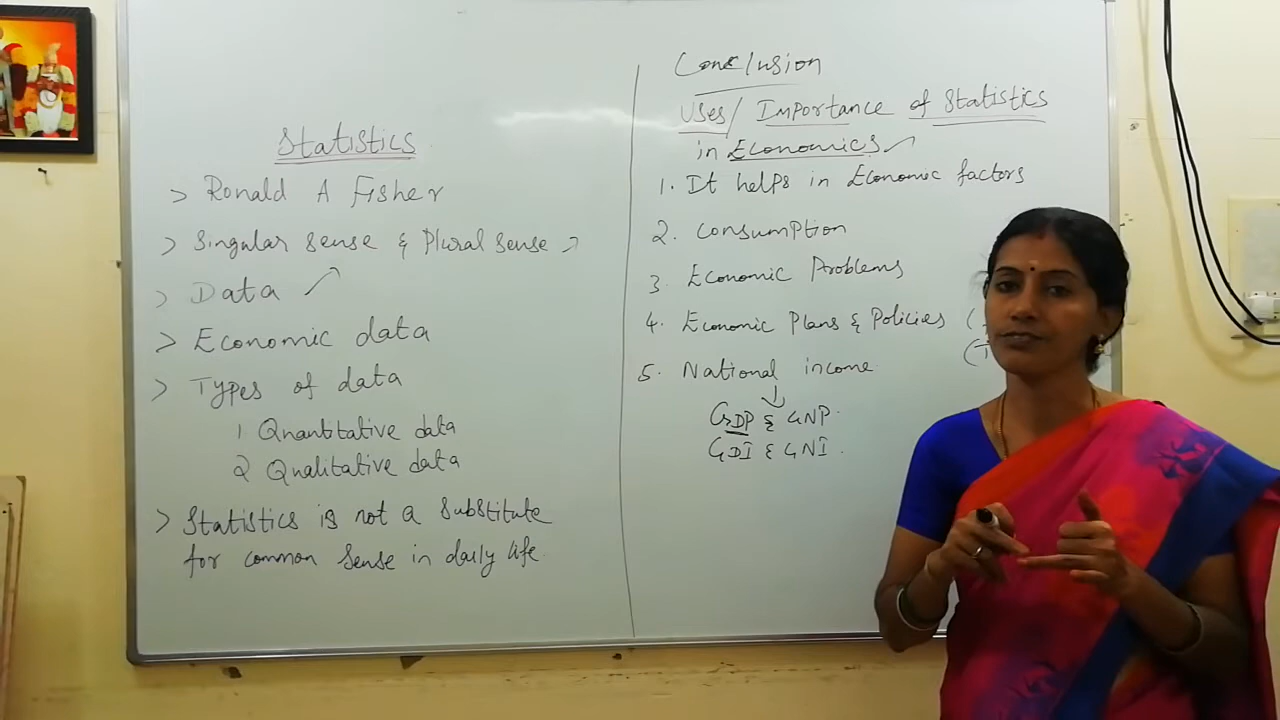 Statistics
> Ronald A Fisher
> Singular sense & Plural sense
> Data
> Economic data
> Types of data
1 Quantitative data
2 Qualitative data
> Statistics is not a substitute
for common sense in daily life.
Conclusion
Uses/ Importance of Statistics
in Economics
1. It helps in Economic factors
2. Consumption
3 Economic Problems
4 Economic Plans & Policies (
(T
5. National income.
GDP & GNP.
GDI & GNI.